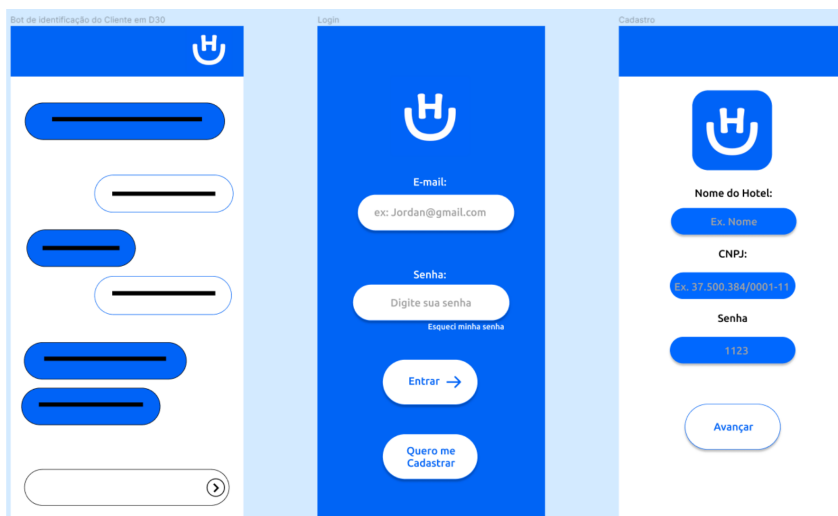 Bot de identificação do Cliente em D30
H
Login
H
E-mail:
ex: Jordan@gmail.com
Senha:
Digite sua senha
Esqueci minha senha
Entrar
Quero me
Cadastrar
Cadastro
H
Nome do Hotel:
Ex. Nome
CNPJ:
Ex. 37.500.384/0001-11
Senha
1123
Avançar